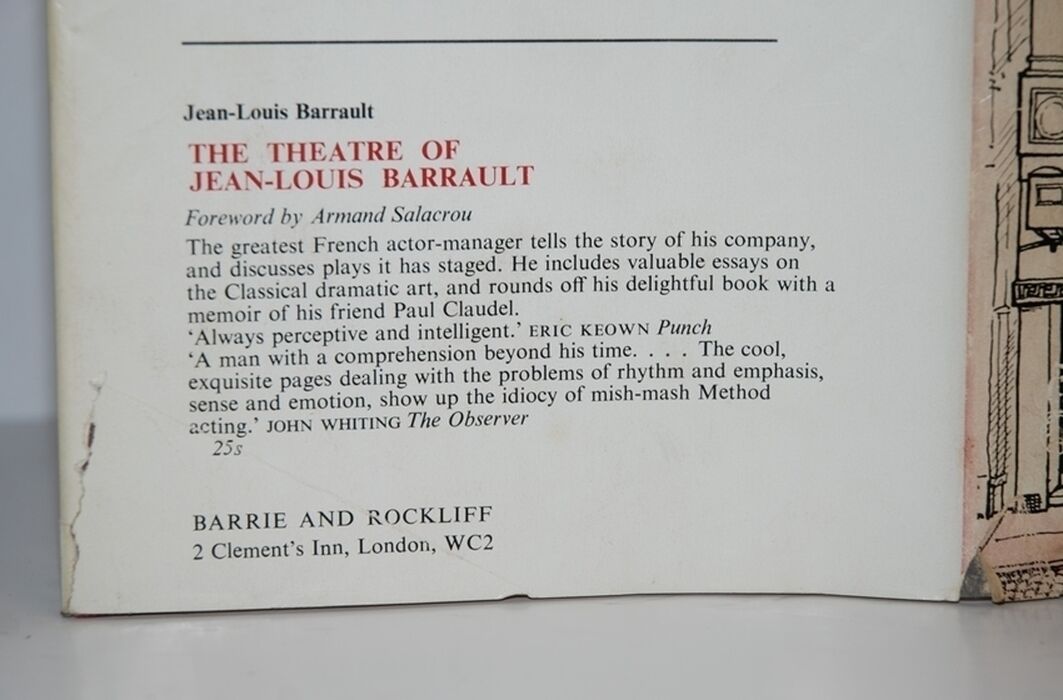 Jean-Louis Barrault
THE THEATRE OF
JEAN-LOUIS BARRAULT
Foreword by Armand Salacrou
The greatest French actor-manager tells the story of his company,
and discusses plays it has staged. He includes valuable essays on
the Classical dramatic art, and rounds off his delightful book with a
memoir of his friend Paul Claudel.
‘Always perceptive and intelligent.’ ERIC KEOWN Punch
‘A man with a comprehension beyond his time. . . . The cool,
exquisite pages dealing with the problems of rhythm and emphasis,
sense and emotion, show up the idiocy of mish-mash Method
acting.’ JOHN WHITING The Observer
25s
BARRIE AND ROCKLIFF
2 Clement's Inn, London, WC2